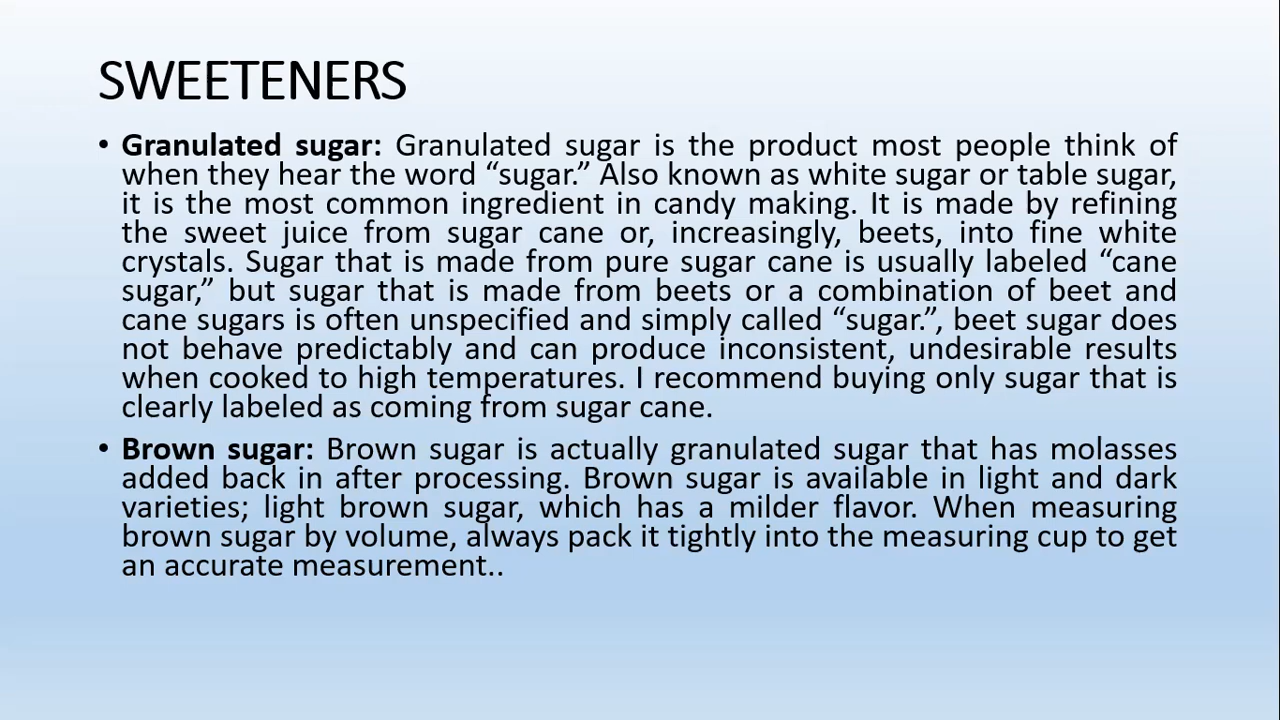 SWEETENERS
• Granulated sugar: Granulated sugar is the product most people think of
when they hear the word “sugar.” Also known as white sugar or table sugar,
it is the most common ingredient in candy making. It is made by refining
the sweet juice from sugar cane or, increasingly, beets, into fine white
crystals. Sugar that is made from pure sugar cane is usually labeled “cane
sugar,” but sugar that is made from beets or a combination of beet and
cane sugars is often unspecified and simply called “sugar.”, beet sugar does
not behave predictably and can produce inconsistent, undesirable results
when cooked to high temperatures. I recommend buying only sugar that is
clearly labeled as coming from sugar cane.
• Brown sugar: Brown sugar is actually granulated sugar that has molasses
added back in after processing. Brown sugar is available in light and dark
varieties; light brown sugar, which has a milder flavor. When measuring
brown sugar by volume, always pack it tightly into the measuring cup to get
an accurate measurement..